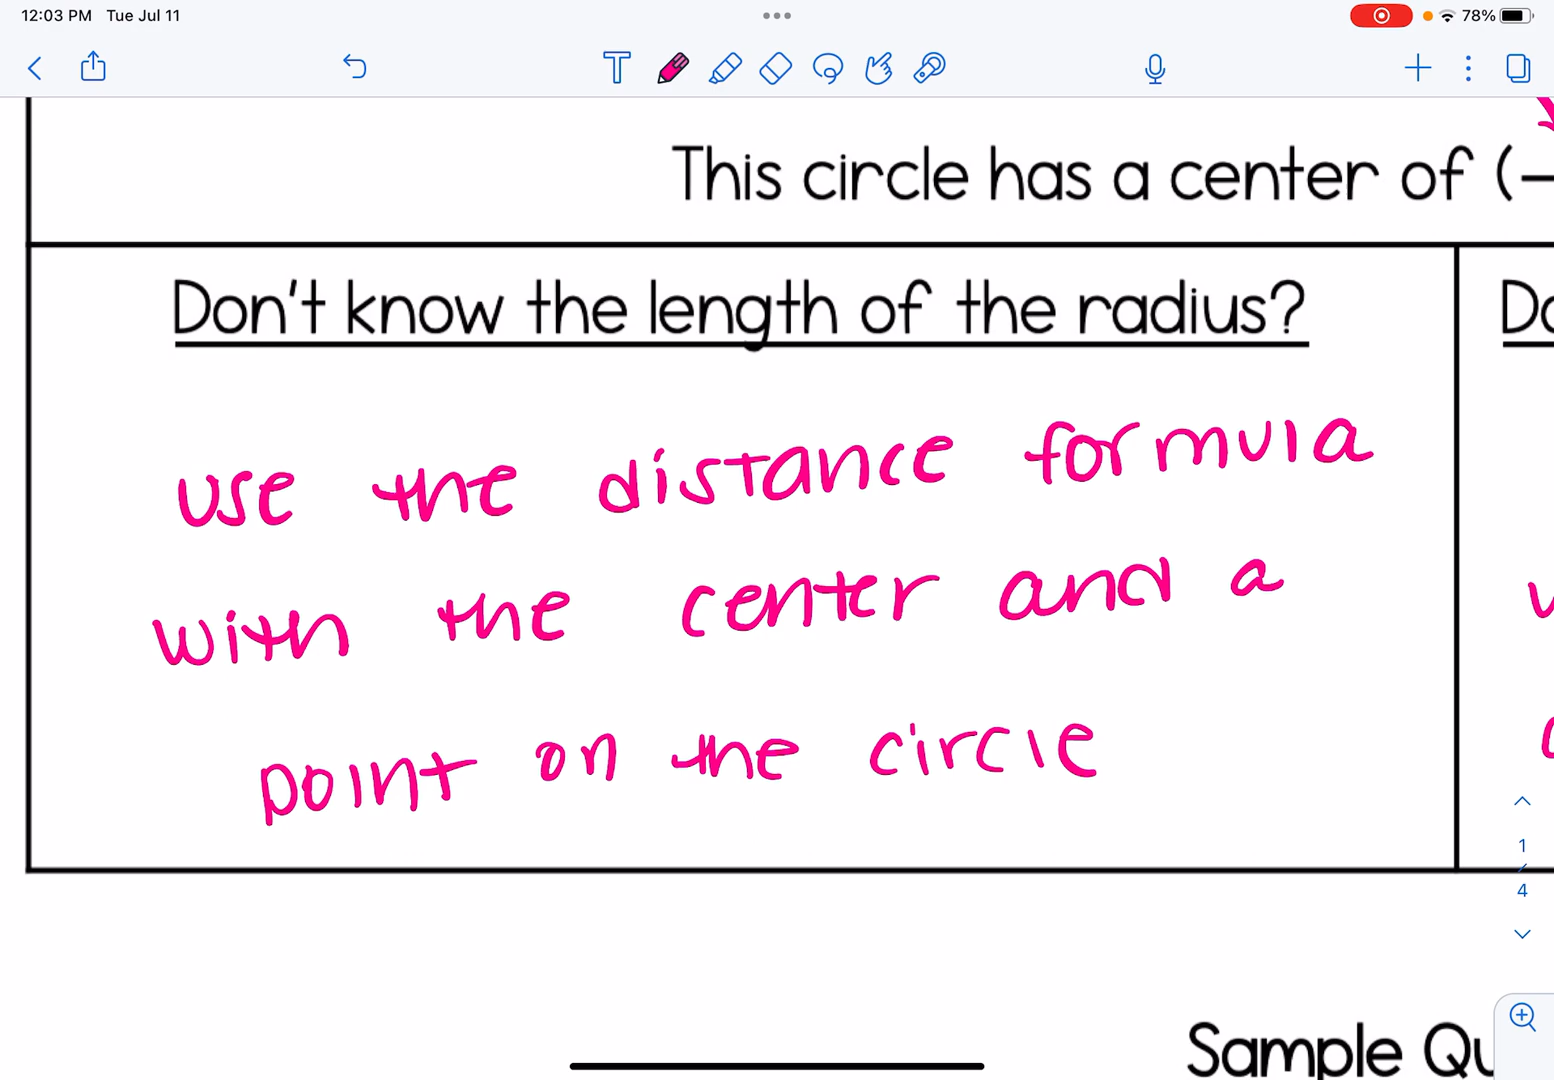 12:03 PM Tue Jul 11
78%
This circle has a center of (−
Don't know the length of the radius?
use the distance formula
with the center and a
point on the circle
1
4
Sample